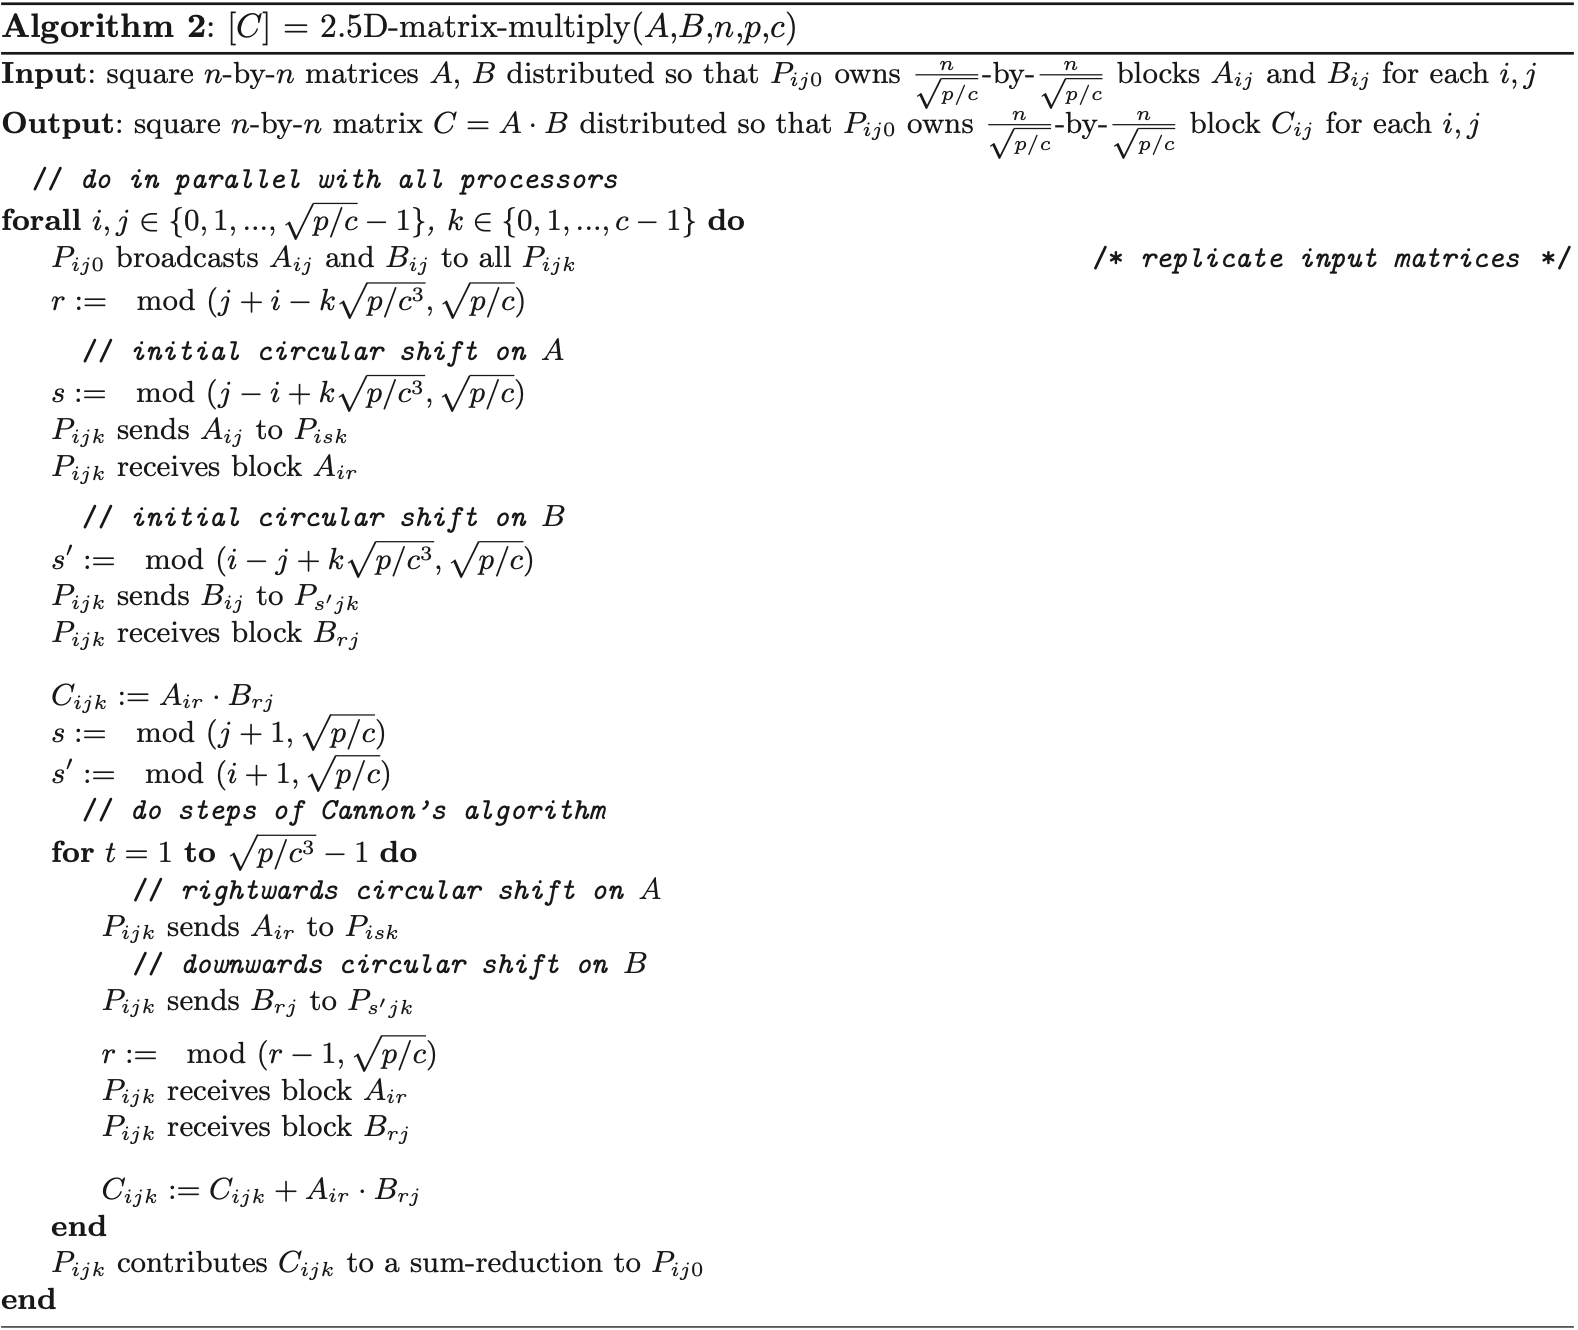 Algorithm 2: [C] = 2.5D-matrix-multiply(A,B,n,p,c)
Input: square n-by-n matrices A, B distributed so that P_{ij0} owns \frac{n}{\sqrt{p/c}}-by-\frac{n}{\sqrt{p/c}} blocks A_{ij} and B_{ij} for each i, j
Output: square n-by-n matrix C = A · B distributed so that P_{ij0} owns \frac{n}{\sqrt{p/c}}-by-\frac{n}{\sqrt{p/c}} block C_{ij} for each i, j
// do in parallel with all processors
forall i, j ∈ {0, 1, ..., \sqrt{p/c} − 1}, k ∈ {0, 1, ..., c − 1} do
P_{ij0} broadcasts A_{ij} and B_{ij} to all P_{ijk} /* replicate input matrices */
r := mod (j + i − k\sqrt{p/c^3}, \sqrt{p/c})
// initial circular shift on A
s := mod (j − i + k\sqrt{p/c^3}, \sqrt{p/c})
P_{ijk} sends A_{ij} to P_{isk}
P_{ijk} receives block A_{ir}
// initial circular shift on B
s′ := mod (i − j + k\sqrt{p/c^3}, \sqrt{p/c})
P_{ijk} sends B_{ij} to P_{s′jk}
P_{ijk} receives block B_{rj}
C_{ijk} := A_{ir} · B_{rj}
s := mod (j + 1, \sqrt{p/c})
s′ := mod (i + 1, \sqrt{p/c})
// do steps of Cannon's algorithm
for t = 1 to \sqrt{p/c^3} − 1 do
// rightwards circular shift on A
P_{ijk} sends A_{ir} to P_{isk}
// downwards circular shift on B
P_{ijk} sends B_{rj} to P_{s′jk}
r := mod (r − 1, \sqrt{p/c})
P_{ijk} receives block A_{ir}
P_{ijk} receives block B_{rj}
C_{ijk} := C_{ijk} + A_{ir} · B_{rj}
end
P_{ijk} contributes C_{ijk} to a sum-reduction to P_{ij0}
end